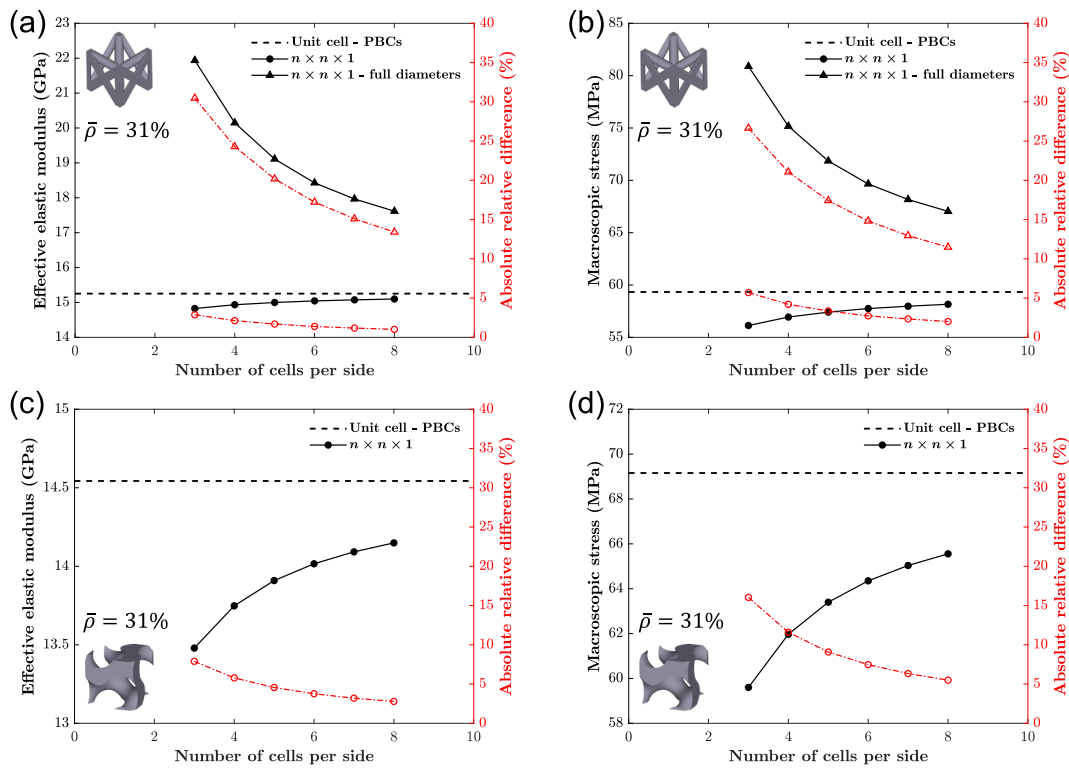 (a)
Effective elastic modulus (GPa)
23
22
21
20
19
18
17
16
15
14
Unit cell - PBCs
n × n × 1
n × n × 1 - full diameters
ρ̄ = 31%
40
35
30
25
20
15
10
5
0
Absolute relative difference (%)
0 2 4 6 8 10
Number of cells per side
(b)
Macroscopic stress (MPa)
85
80
75
70
65
60
55
Unit cell - PBCs
n × n × 1
n × n × 1 - full diameters
ρ̄ = 31%
40
35
30
25
20
15
10
5
0
Absolute relative difference (%)
0 2 4 6 8 10
Number of cells per side
(c)
Effective elastic modulus (GPa)
15
14.5
14
13.5
13
Unit cell - PBCs
n × n × 1
ρ̄ = 31%
40
35
30
25
20
15
10
5
0
Absolute relative difference (%)
0 2 4 6 8 10
Number of cells per side
(d)
Macroscopic stress (MPa)
72
70
68
66
64
62
60
58
Unit cell - PBCs
n × n × 1
ρ̄ = 31%
40
35
30
25
20
15
10
5
0
Absolute relative difference (%)
0 2 4 6 8 10
Number of cells per side